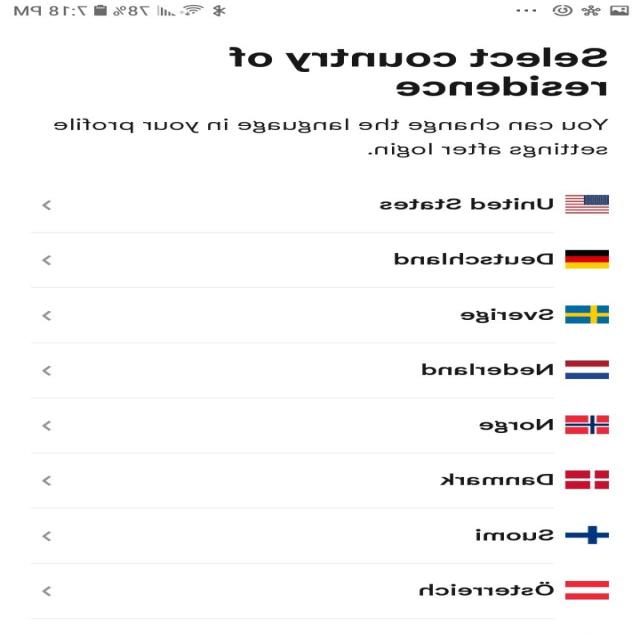 7:18 PM
78%
Select country of
residence
You can change the language in your profile
settings after login.
United States
Deutschland
Sverige
Nederland
Norge
Danmark
Suomi
Österreich